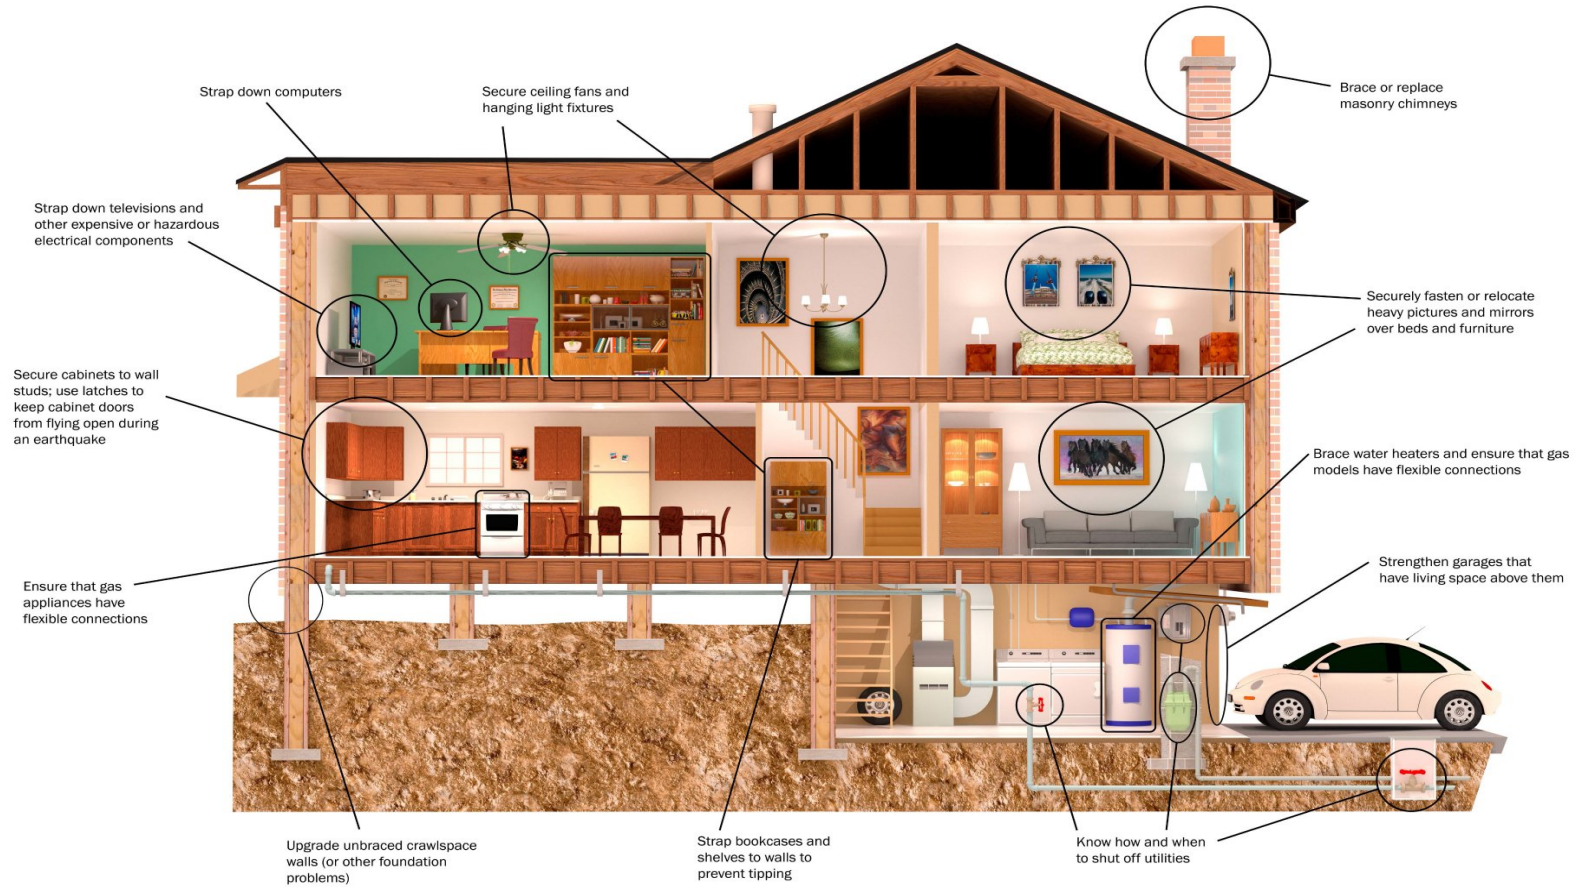 Brace or replace
masonry chimneys
Strap down computers
Secure ceiling fans and
hanging light fixtures
Strap down televisions and
other expensive or hazardous
electrical components
Securely fasten or relocate
heavy pictures and mirrors
over beds and furniture
Secure cabinets to wall
studs; use latches to
keep cabinet doors
from flying open during
an earthquake
Brace water heaters and ensure that gas
models have flexible connections
Strengthen garages that
have living space above them
Ensure that gas
appliances have
flexible connections
Upgrade unbraced crawlspace
walls (or other foundation
problems)
Strap bookcases and
shelves to walls to
prevent tipping
Know how and when
to shut off utilities